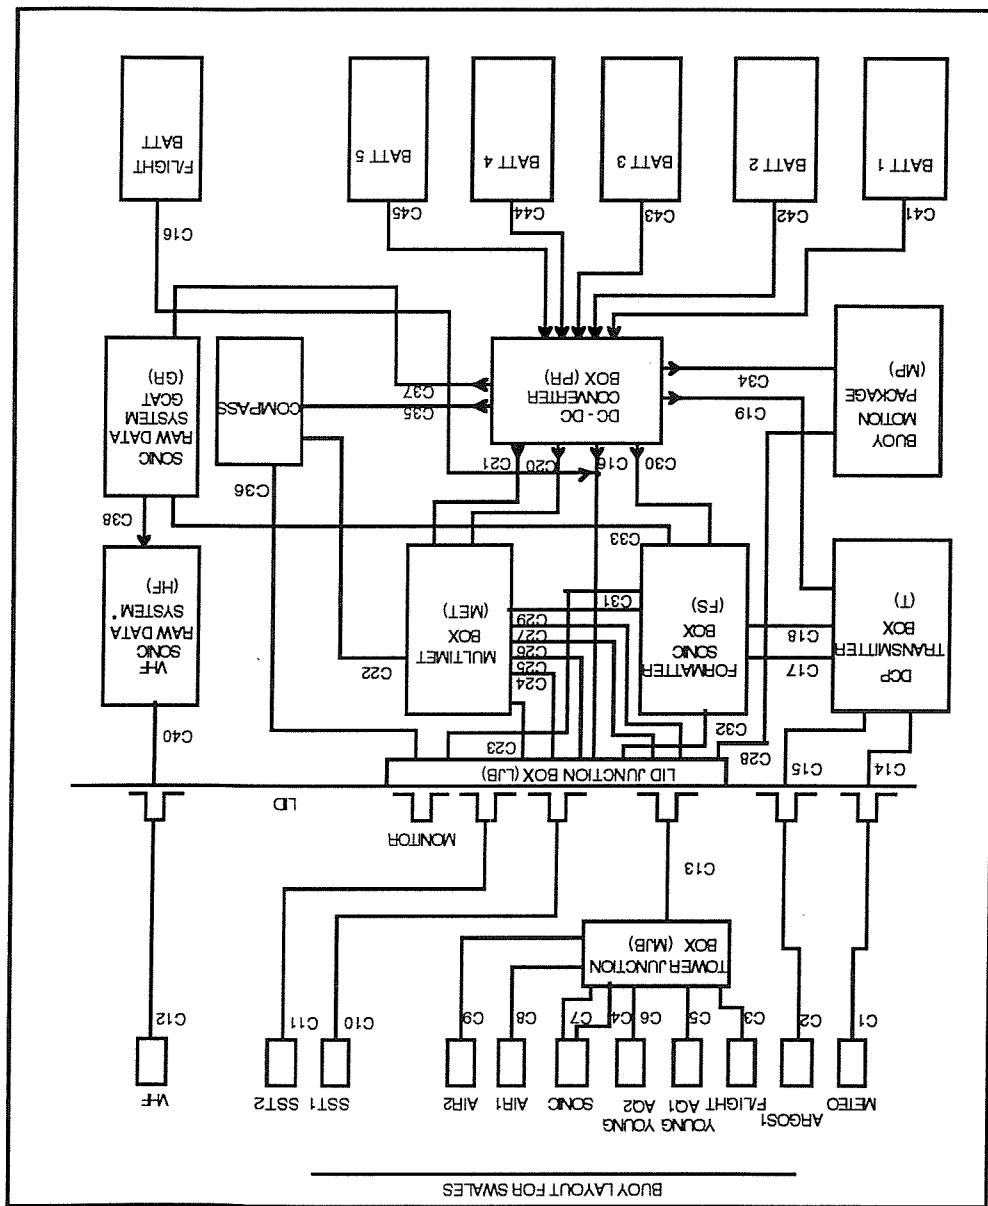 BUOY LAYOUT FOR SWALES
METEO
ARGOS1
F/LIGHT
YOUNG
AQ1
YOUNG
AQ2
SONIC
AIR1
AIR2
SST1
SST2
VHF
C1
C2
C3
C5
C6
C4
C7
C8
C9
C10
C11
C12
TOWER JUNCTION
BOX (MJB)
C13
MONITOR
LID
LID JUNCTION BOX (LJB)
C14
C15
C28
C32
C23
C40
DCP
TRANSMITTER
BOX
(T)
C17
C18
FORMATTER
SONIC
BOX
(FS)
C24
C25
C26
C27
C29
C31
MULTIMET
BOX
(MET)
C22
VHF
SONIC
RAW DATA
SYSTEM *
(HF)
C33
C38
C36
BUOY
MOTION
PACKAGE
(MP)
C19
C34
C30
C16
C20
C21
DC - DC
CONVERTER
BOX (PR)
C35
C37
COMPASS
SONIC
RAW DATA
SYSTEM
GCAT
(GR)
C41
C42
C43
C44
C45
C16
BATT 1
BATT 2
BATT 3
BATT 4
BATT 5
F/LIGHT
BATT